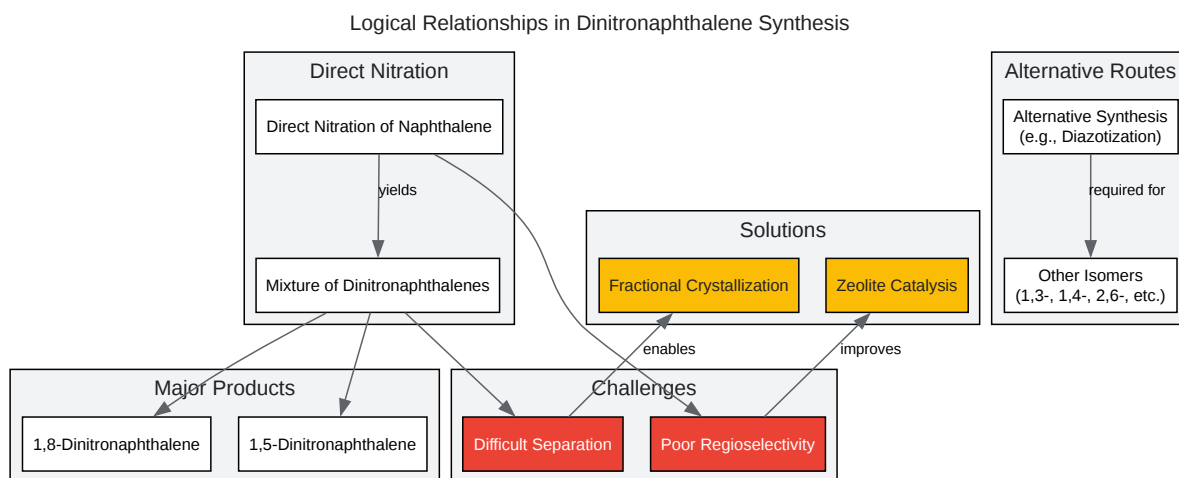 Logical Relationships in Dinitronaphthalene Synthesis
Direct Nitration
Direct Nitration of Naphthalene
yields
Mixture of Dinitronaphthalenes
Alternative Routes
Alternative Synthesis
(e.g., Diazotization)
required for
Other Isomers
(1,3-, 1,4-, 2,6-, etc.)
Solutions
Fractional Crystallization
Zeolite Catalysis
enables
improves
Major Products
1,8-Dinitronaphthalene
1,5-Dinitronaphthalene
Challenges
Difficult Separation
Poor Regioselectivity